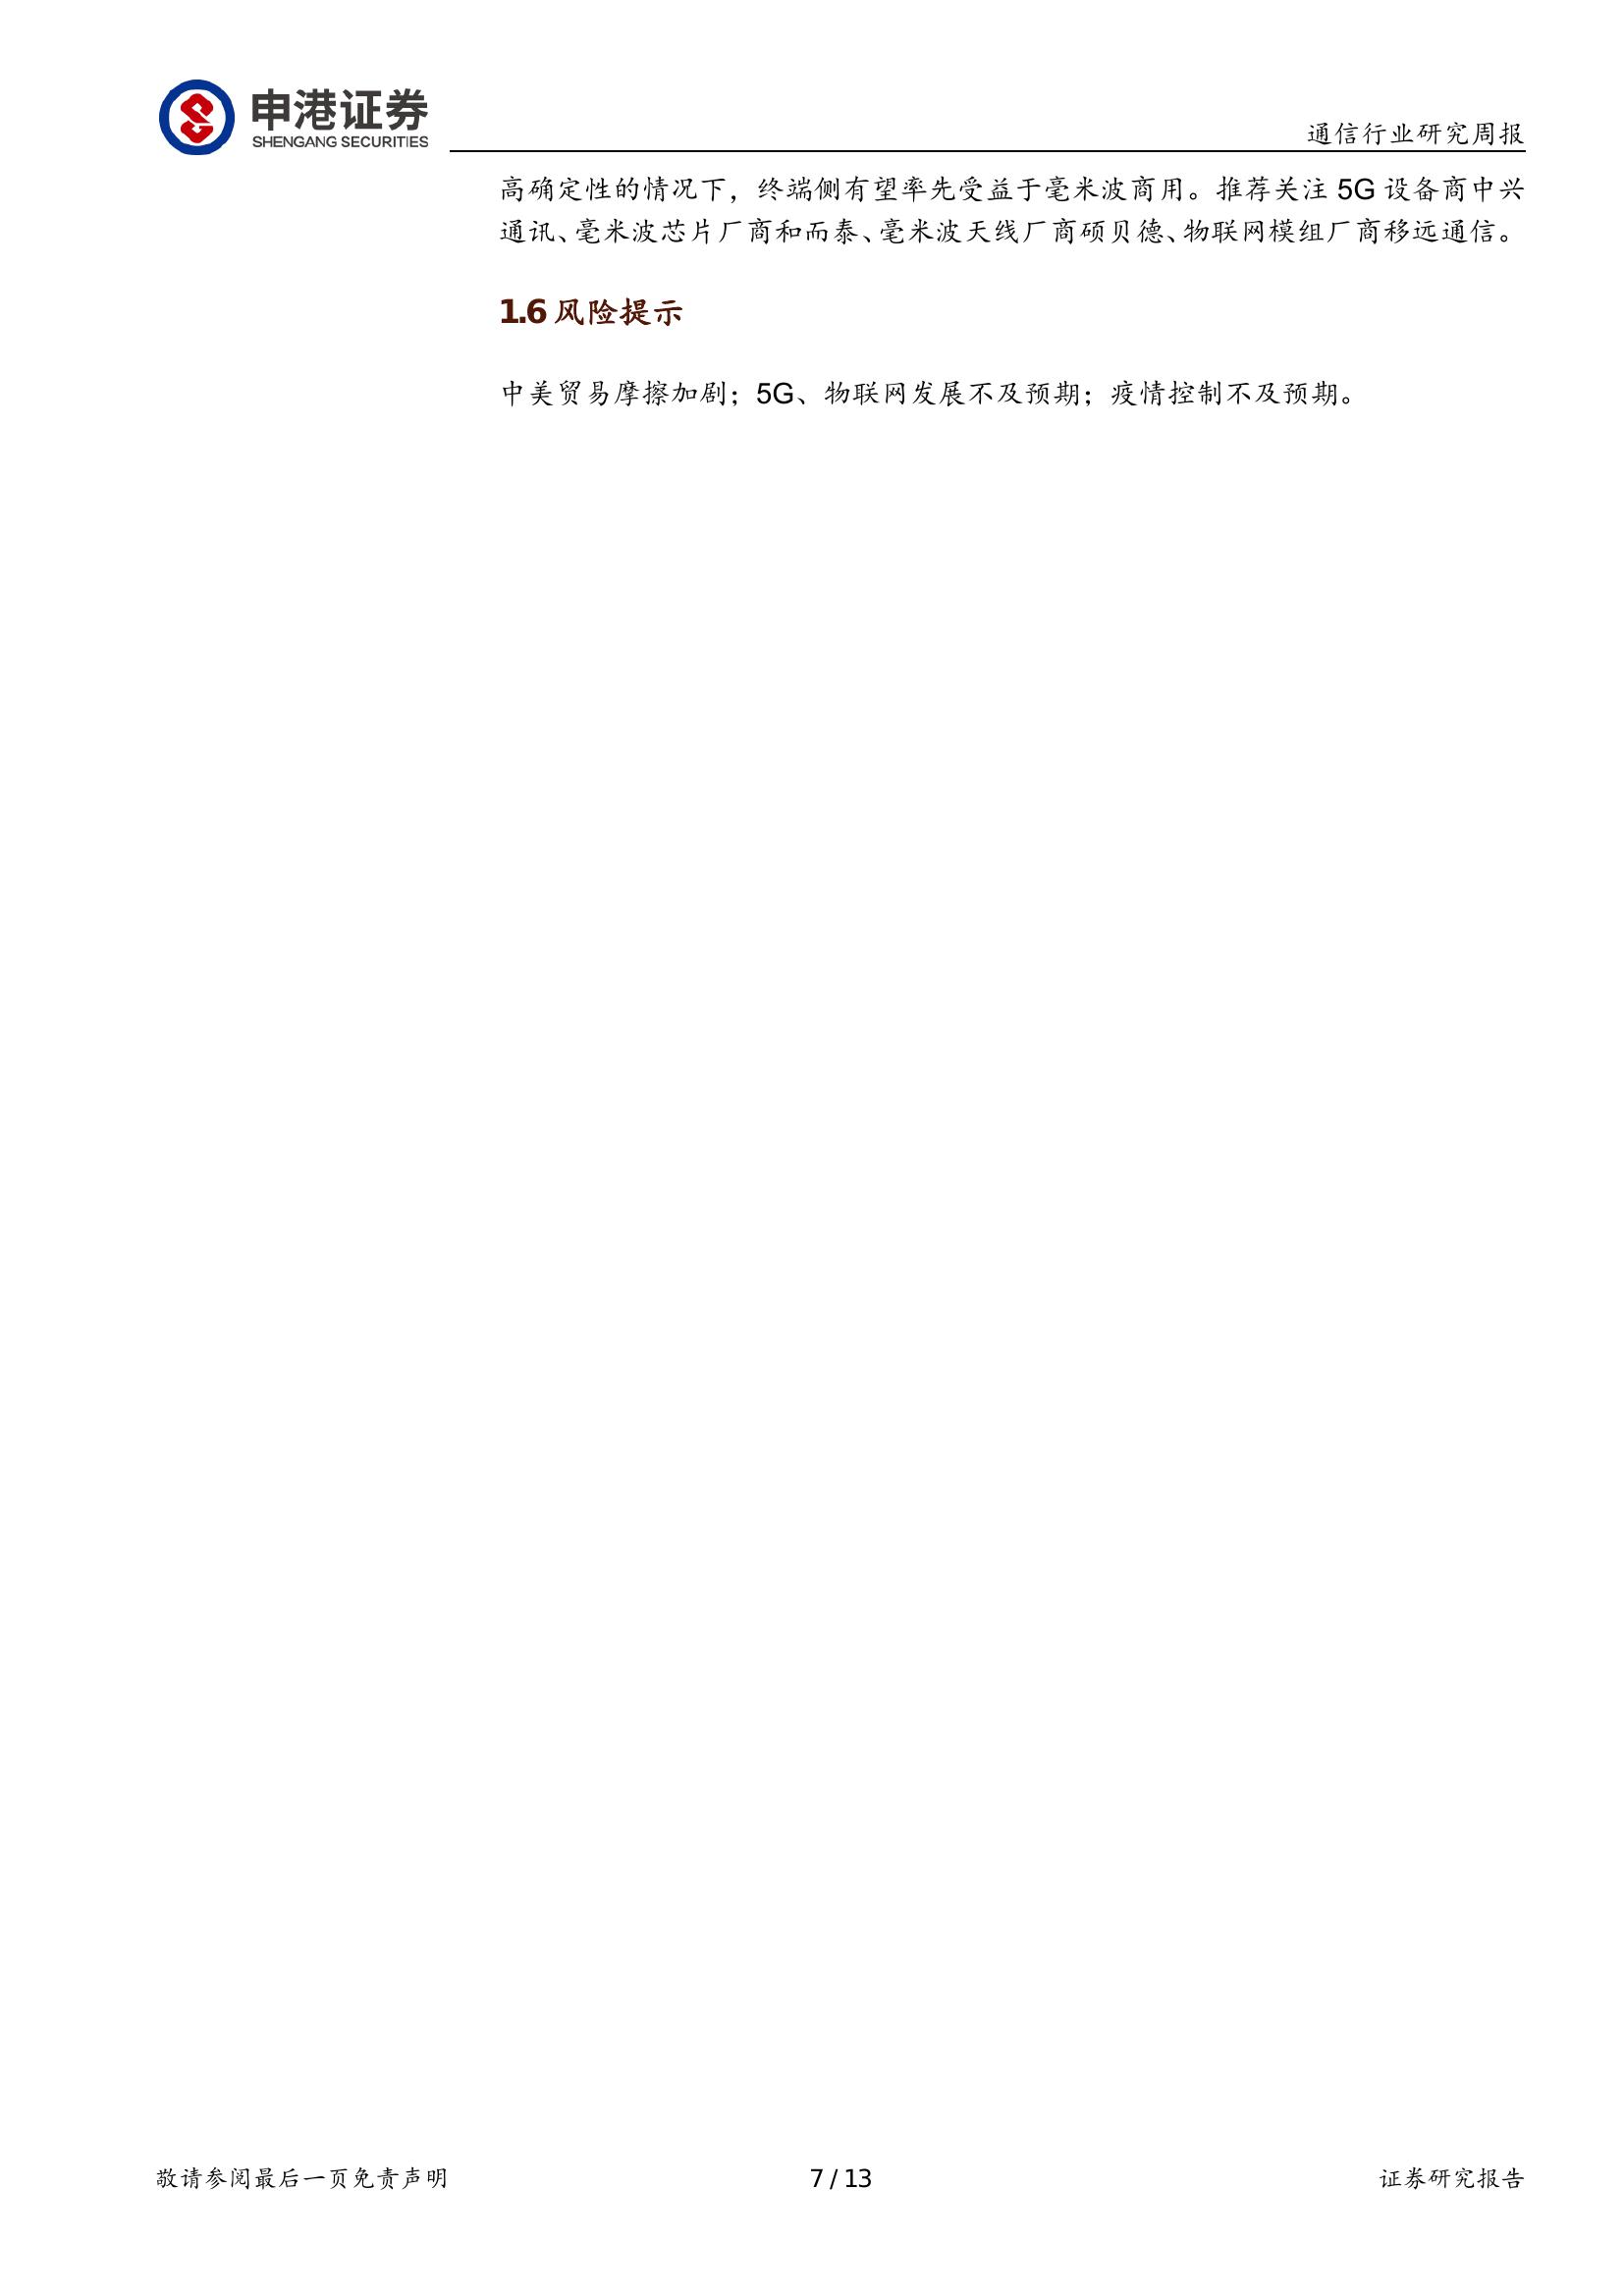 申港证券
SHENGANG SECURITIES
通信行业研究周报
高确定性的情况下，终端侧有望率先受益于毫米波商用。推荐关注 5G 设备商中兴
通讯、毫米波芯片厂商和而泰、毫米波天线厂商硕贝德、物联网模组厂商移远通信。
1.6 风险提示
中美贸易摩擦加剧；5G、物联网发展不及预期；疫情控制不及预期。
敬请参阅最后一页免责声明
7 / 13
证券研究报告